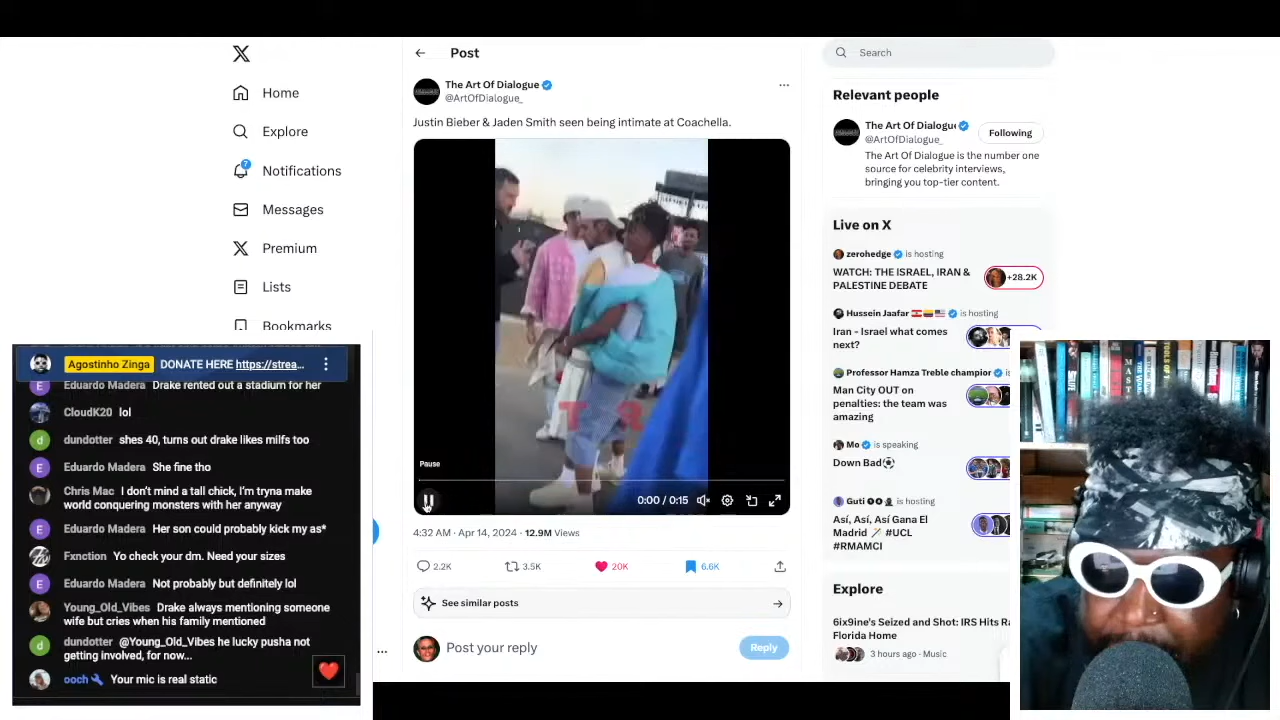 Home
Explore
7
Notifications
Messages
Premium
Lists
Bookmarks
Post
The Art Of Dialogue
@ArtOfDialogue_
Justin Bieber & Jaden Smith seen being intimate at Coachella.
Pause
0:00 / 0:15
4:32 AM · Apr 14, 2024 · 12.9M Views
2.2K
3.5K
20K
6.6K
See similar posts
Post your reply
Reply
Search
Relevant people
The Art Of Dialogue
@ArtOfDialogue_
Following
The Art Of Dialogue is the number one
source for celebrity interviews,
bringing you top-tier content.
Live on X
zerohedge is hosting
WATCH: THE ISRAEL, IRAN &
PALESTINE DEBATE
+28.2K
Hussein Jaafar is hosting
Iran - Israel what comes
next?
Professor Hamza Treble champion is
Man City OUT on
penalties: the team was
amazing
Mo is speaking
Down Bad
Guti is hosting
Así, Así, Así Gana El
Madrid #UCL
#RMAMCI
Explore
6ix9ine's Seized and Shot: IRS Hits Ra
Florida Home
3 hours ago · Music
Agostinho Zinga DONATE HERE https://strea...
Eduardo Madera Drake rented out a stadium for her
CloudK20 lol
dundotter shes 40, turns out drake likes milfs too
Eduardo Madera She fine tho
Chris Mac I don't mind a tall chick, I'm tryna make
world conquering monsters with her anyway
Eduardo Madera Her son could probably kick my as*
Fxnction Yo check your dm. Need your sizes
Eduardo Madera Not probably but definitely lol
Young_Old_Vibes Drake always mentioning someone
wife but cries when his family mentioned
dundotter @Young_Old_Vibes he lucky pusha not
getting involved, for now...
ooch Your mic is real static